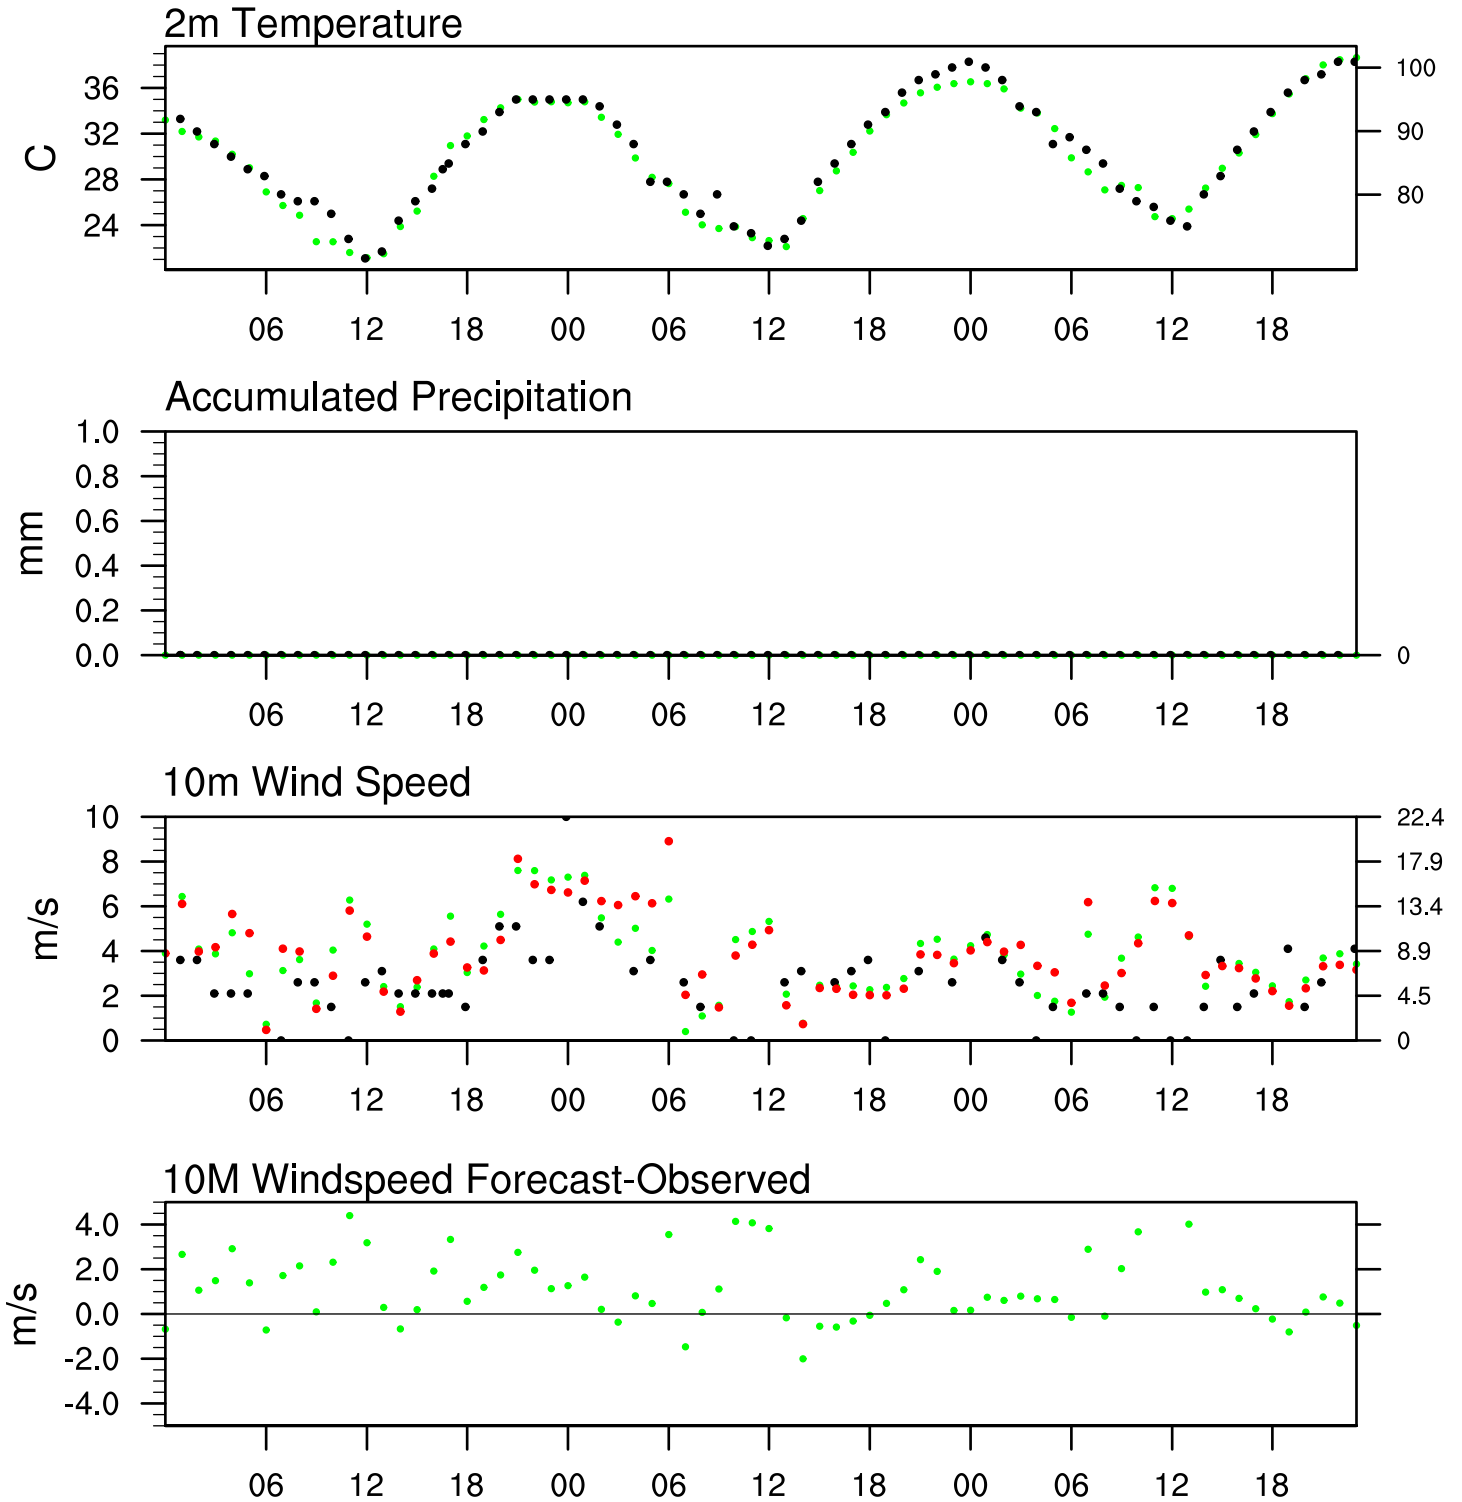 2m Temperature
36 100
32 90
C
28 80
24
06 12 18 00 06 12 18 00 06 12 18
Accumulated Precipitation
1.0
0.8
0.6
mm
0.4
0.2
0.0 0
06 12 18 00 06 12 18 00 06 12 18
10m Wind Speed
10 22.4
8 17.9
6 13.4
m/s
4 8.9
2 4.5
0 0
06 12 18 00 06 12 18 00 06 12 18
10M Windspeed Forecast-Observed
4.0
2.0
0.0
m/s
-2.0
-4.0
06 12 18 00 06 12 18 00 06 12 18